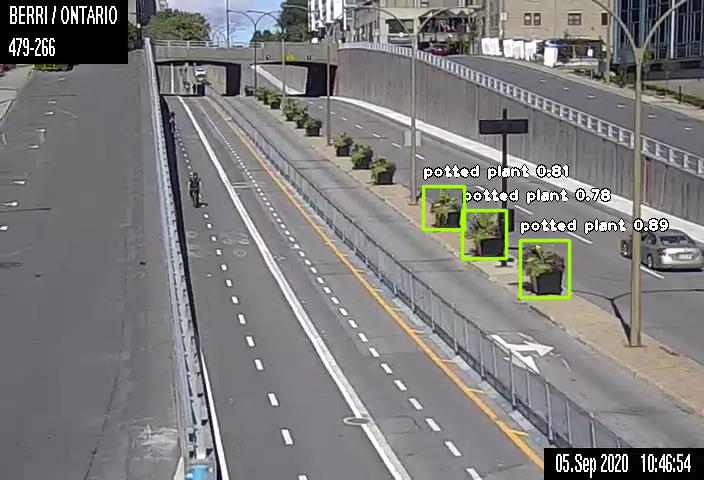 BERRI / ONTARIO
479-266
potted plant 0.81
potted plant 0.78
potted plant 0.89
05.Sep 2020 10:46:54